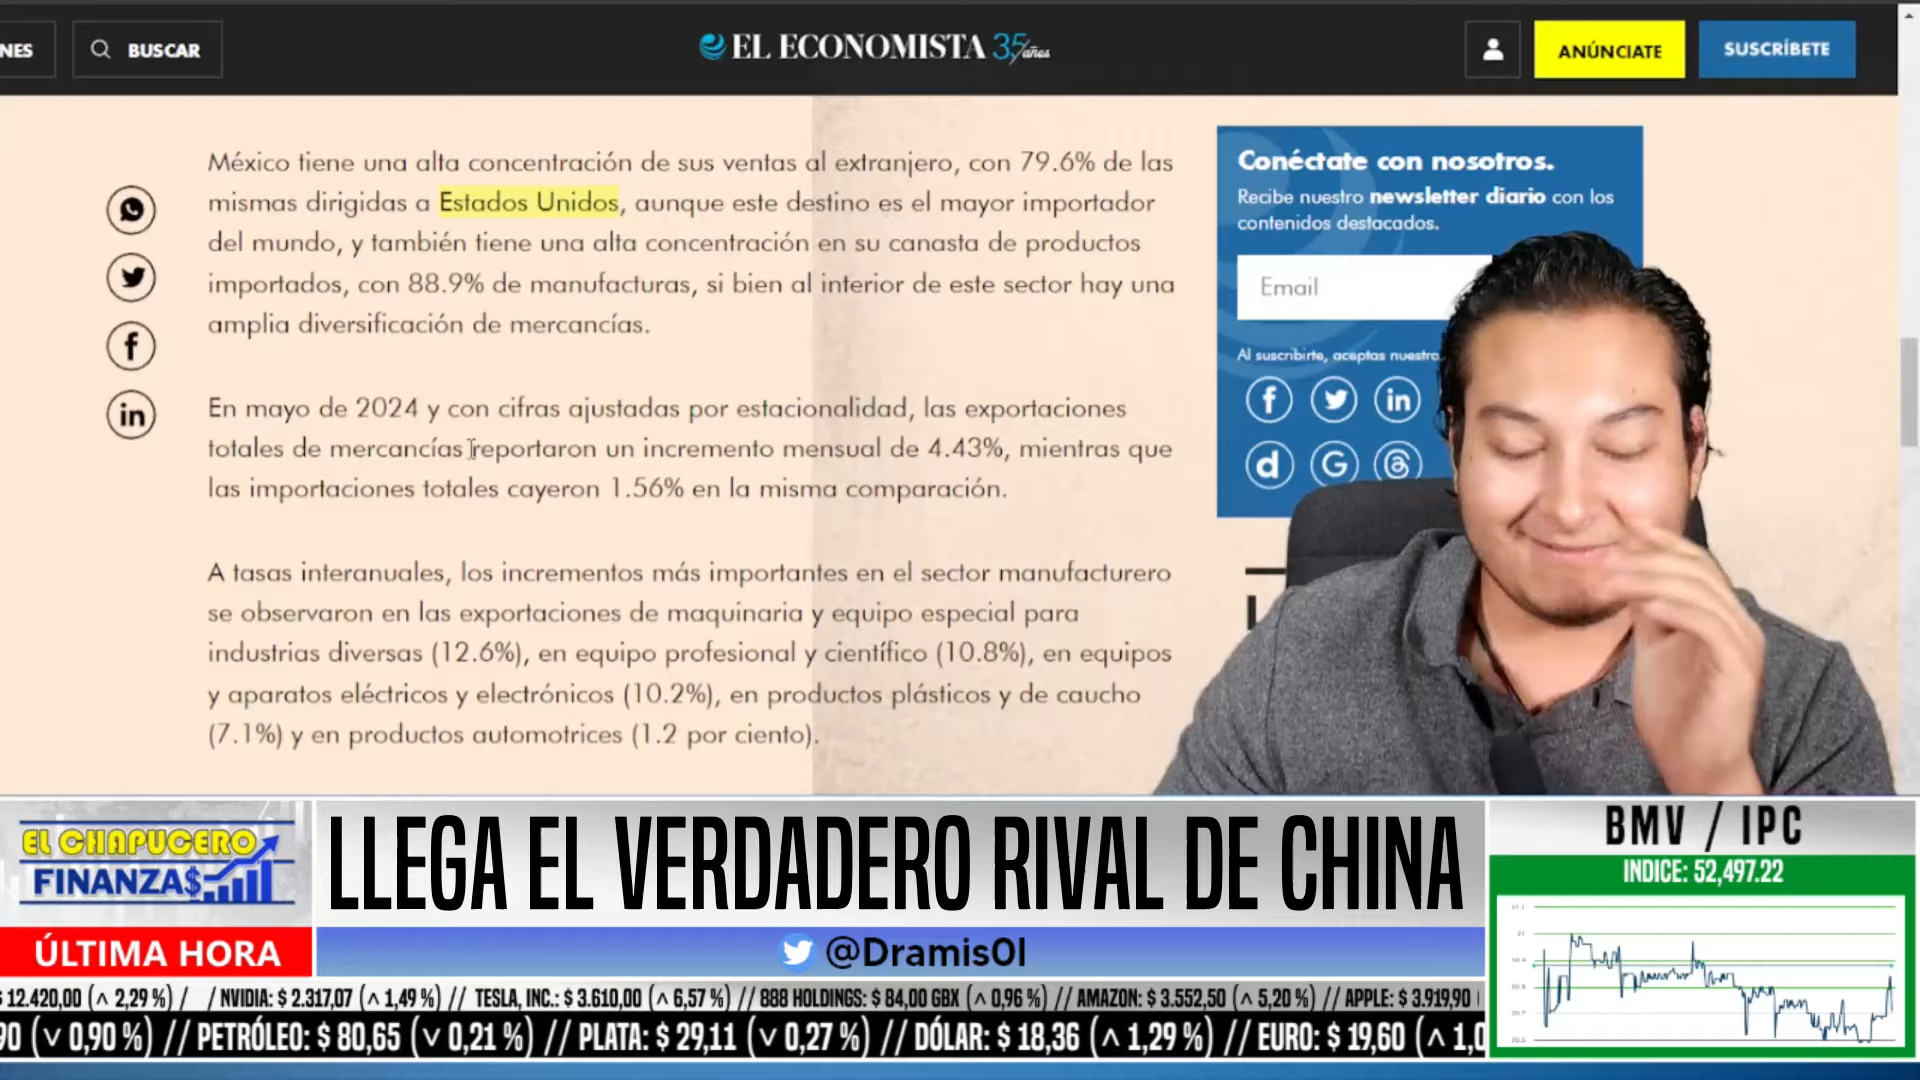 NES
BUSCAR
EL ECONOMISTA 35 años
ANÚNCIATE
SUSCRÍBETE
México tiene una alta concentración de sus ventas al extranjero, con 79.6% de las
mismas dirigidas a Estados Unidos, aunque este destino es el mayor importador
del mundo, y también tiene una alta concentración en su canasta de productos
importados, con 88.9% de manufacturas, si bien al interior de este sector hay una
amplia diversificación de mercancías.
En mayo de 2024 y con cifras ajustadas por estacionalidad, las exportaciones
totales de mercancías reportaron un incremento mensual de 4.43%, mientras que
las importaciones totales cayeron 1.56% en la misma comparación.
A tasas interanuales, los incrementos más importantes en el sector manufacturero
se observaron en las exportaciones de maquinaria y equipo especial para
industrias diversas (12.6%), en equipo profesional y científico (10.8%), en equipos
y aparatos eléctricos y electrónicos (10.2%), en productos plásticos y de caucho
(7.1%) y en productos automotrices (1.2 por ciento).
Conéctate con nosotros.
Recibe nuestro newsletter diario con los
contenidos destacados.
Email
Al suscribirte, aceptas nuestra
EL CHAPUCERO
FINANZA$
LLEGA EL VERDADERO RIVAL DE CHINA
ÚLTIMA HORA
@Dramis01
BMV / IPC
INDICE: 52,497.22
12.420,00 (^ 2,29 %) / / NVIDIA: $ 2.317,07 (^ 1,49 %) // TESLA, INC.: $ 3.610,00 (^ 6,57 %) // 888 HOLDINGS: $ 84,00 GBX (^ 0,96 %) // AMAZON: $ 3.552,50 (^ 5,20 %) // APPLE: $ 3.919,90
90 (v 0,90 %) // PETRÓLEO: $ 80,65 (v 0,21 %) // PLATA: $ 29,11 (v 0,27 %) // DÓLAR: $ 18,36 (^ 1,29 %) // EURO: $ 19,60 (^ 1,0